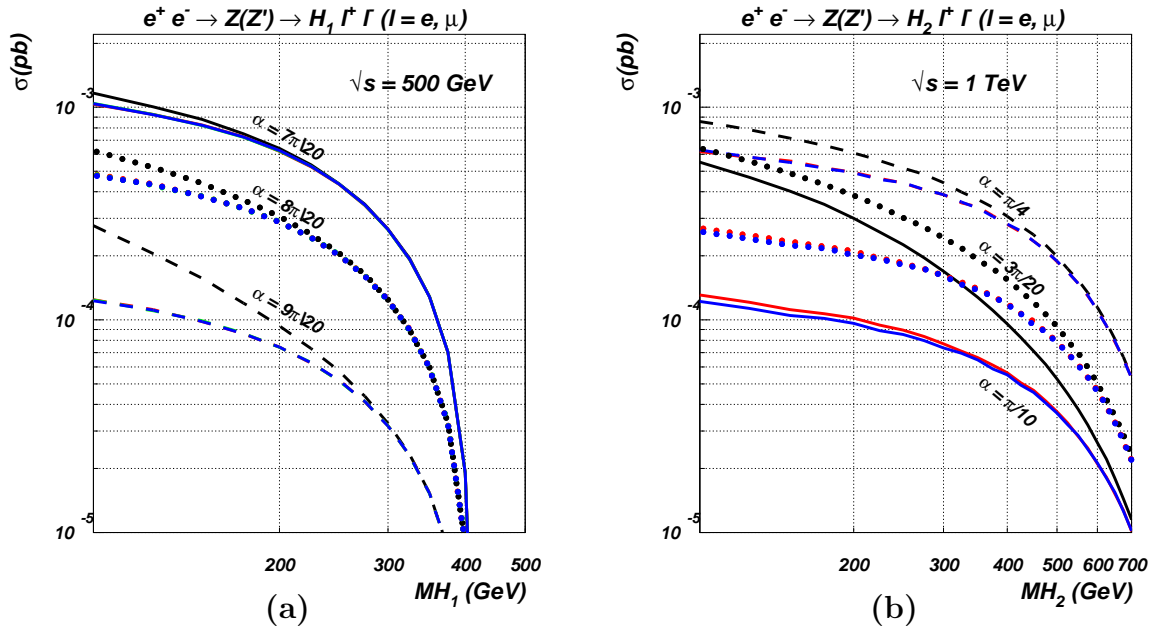 e⁺ e⁻ → Z(Z') → H₁ l⁺ l⁻ (l = e, μ)
σ(pb)
√s = 500 GeV
10⁻³
α = 7π\20
α = 8π\20
α = 9π\20
10⁻⁴
10⁻⁵
200 300 400 500
MH₁ (GeV)
(a)
e⁺ e⁻ → Z(Z') → H₂ l⁺ l⁻ (l = e, μ)
σ(pb)
√s = 1 TeV
10⁻³
α = π/4
α = 3π/20
10⁻⁴
α = π/10
10⁻⁵
200 300 400 500 600 700
MH₂ (GeV)
(b)